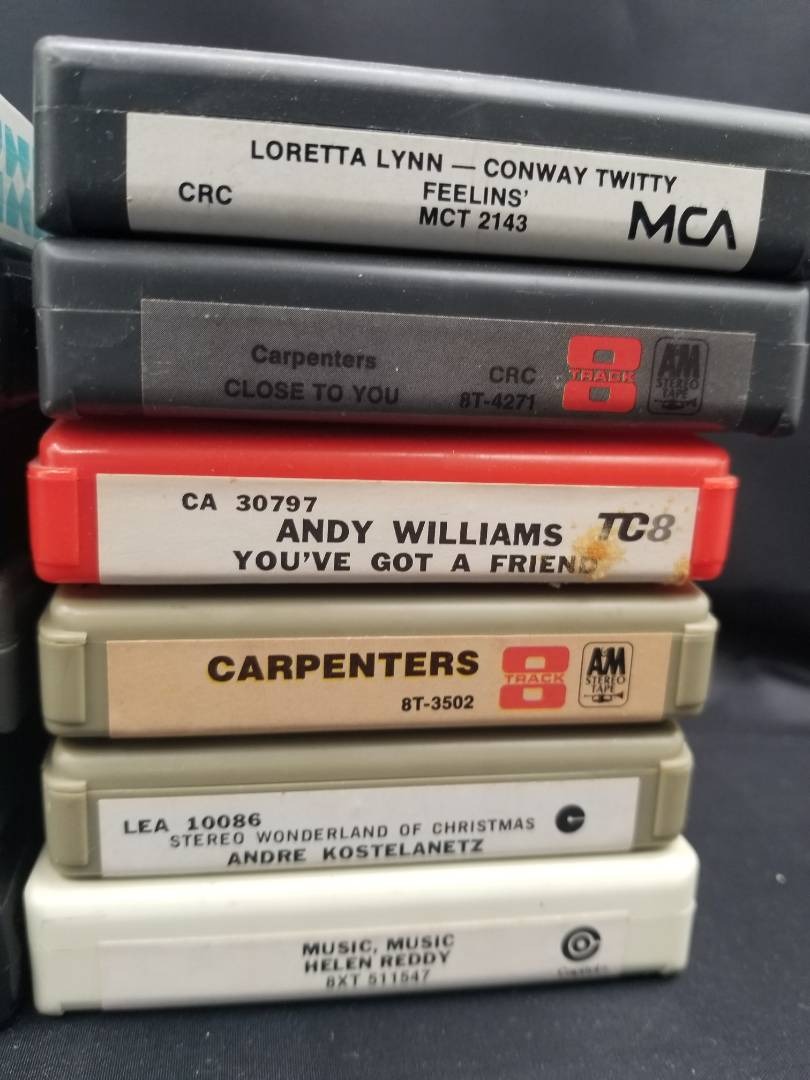 LORETTA LYNN — CONWAY TWITTY
CRC FEELINS'
MCT 2143 MCA
Carpenters
CLOSE TO YOU
CRC
8T-4271
8 TRACK
A&M
STEREO
TAPE
CA 30797
ANDY WILLIAMS
YOU'VE GOT A FRIEND
TC8
CARPENTERS
8T-3502
8 TRACK
A&M
STEREO
TAPE
LEA 10086
STEREO WONDERLAND OF CHRISTMAS
ANDRE KOSTELANETZ
MUSIC, MUSIC
HELEN REDDY
8XT 511547
Capitol